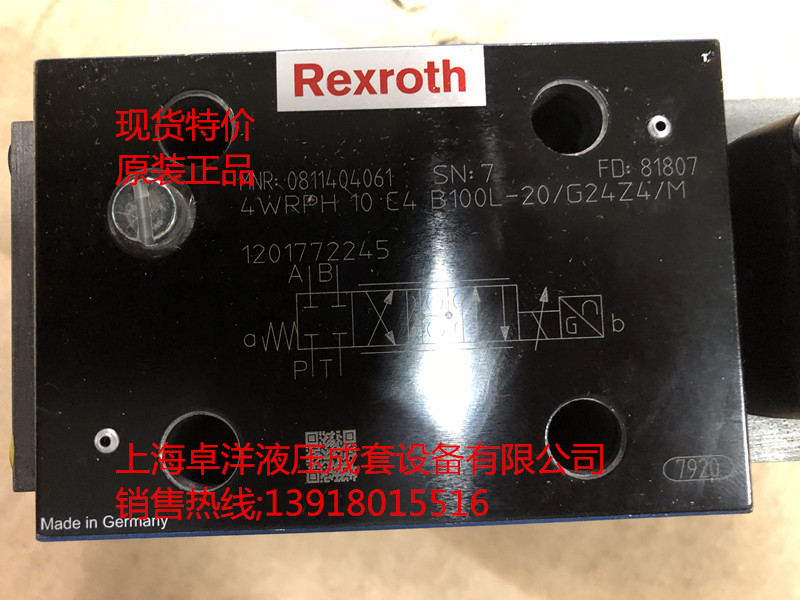 Rexroth
现货特价
原装正品
MNR: 0811404061 SN: 7 FD: 81807
4WRPH 10 C4 B100L-20/G24Z4/M
1201772245
A B
a G b
P T
上海卓洋液压成套设备有限公司
7920
销售热线;13918015516
Made in Germany